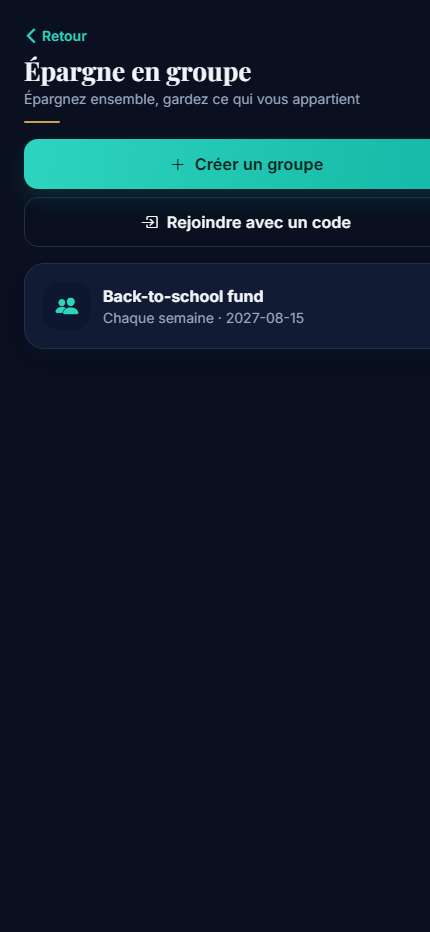 Retour
Épargne en groupe
Épargnez ensemble, gardez ce qui vous appartient
Créer un groupe
Rejoindre avec un code
Back-to-school fund
Chaque semaine · 2027-08-15